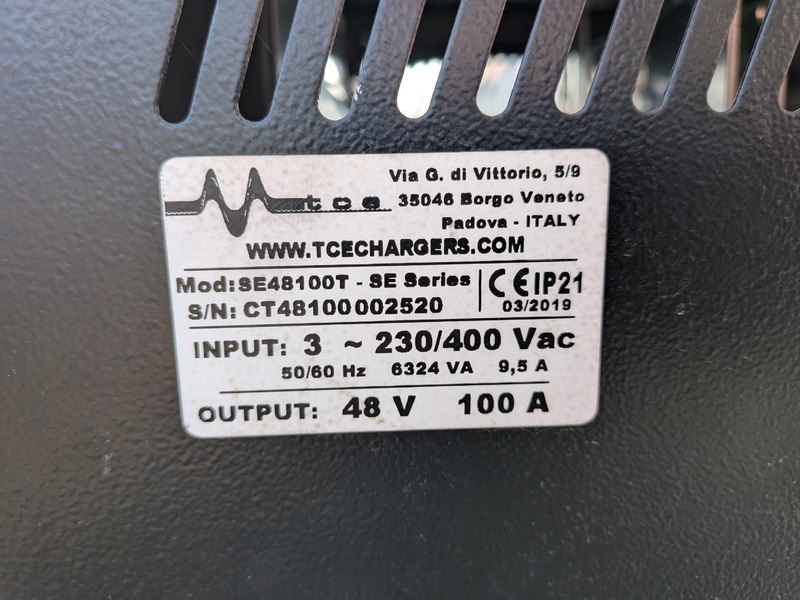 tce
Via G. di Vittorio, 5/9
35046 Borgo Veneto
Padova - ITALY
WWW.TCECHARGERS.COM
Mod:SE48100T - SE Series
CE IP21
03/2019
S/N: CT48100002520
INPUT: 3 ~ 230/400 Vac
50/60 Hz 6324 VA 9,5 A
OUTPUT: 48 V 100 A